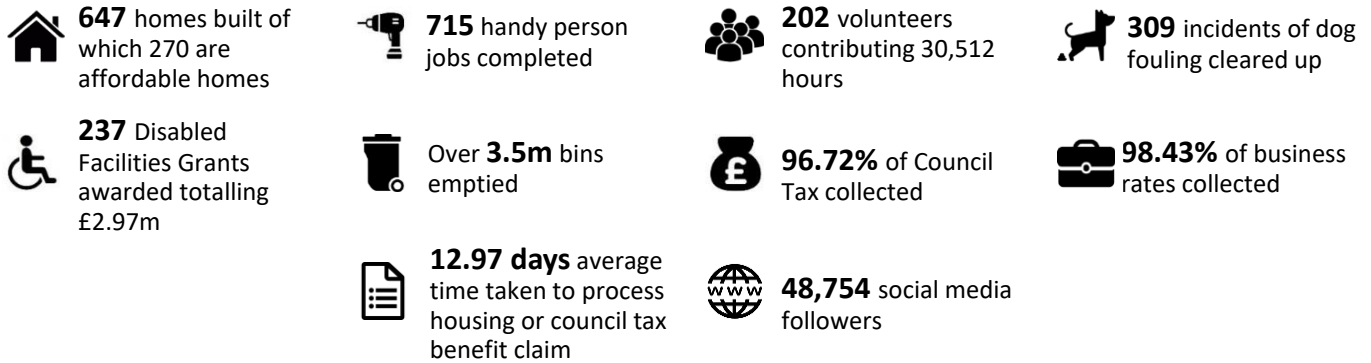 647 homes built of
which 270 are
affordable homes
715 handy person
jobs completed
202 volunteers
contributing 30,512
hours
309 incidents of dog
fouling cleared up
237 Disabled
Facilities Grants
awarded totalling
£2.97m
Over 3.5m bins
emptied
£
96.72% of Council
Tax collected
98.43% of business
rates collected
12.97 days average
time taken to process
housing or council tax
benefit claim
www
48,754 social media
followers